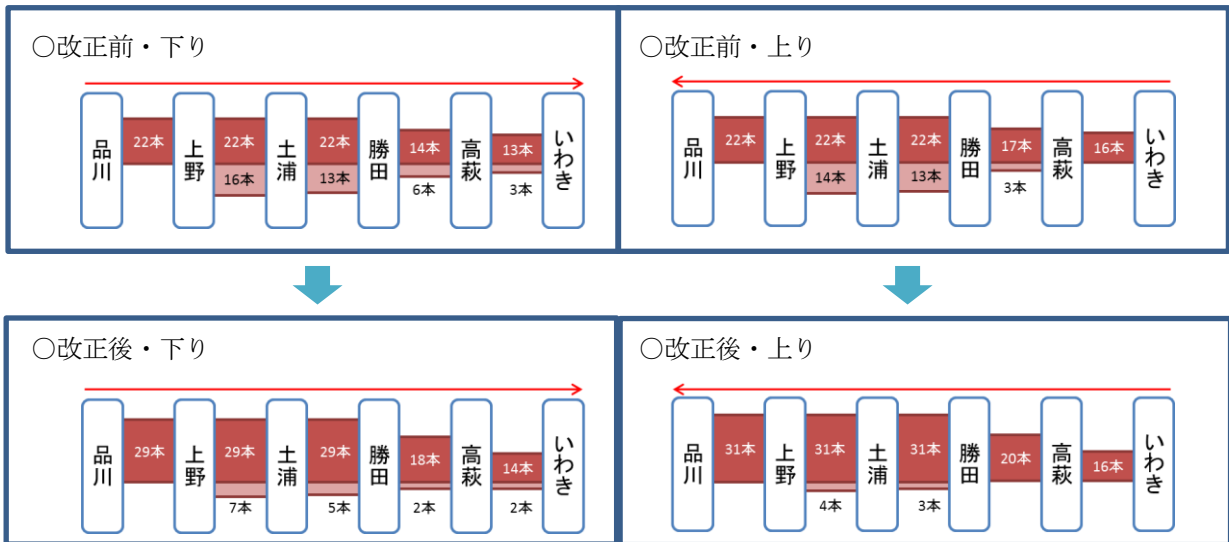 ○改正前・下り
品川
22本
上野
22本
16本
土浦
22本
13本
勝田
14本
6本
高萩
13本
3本
いわき
○改正前・上り
品川
22本
上野
22本
14本
土浦
22本
13本
勝田
17本
3本
高萩
16本
いわき
○改正後・下り
品川
29本
上野
29本
7本
土浦
29本
5本
勝田
18本
2本
高萩
14本
2本
いわき
○改正後・上り
品川
31本
上野
31本
4本
土浦
31本
3本
勝田
20本
高萩
16本
いわき